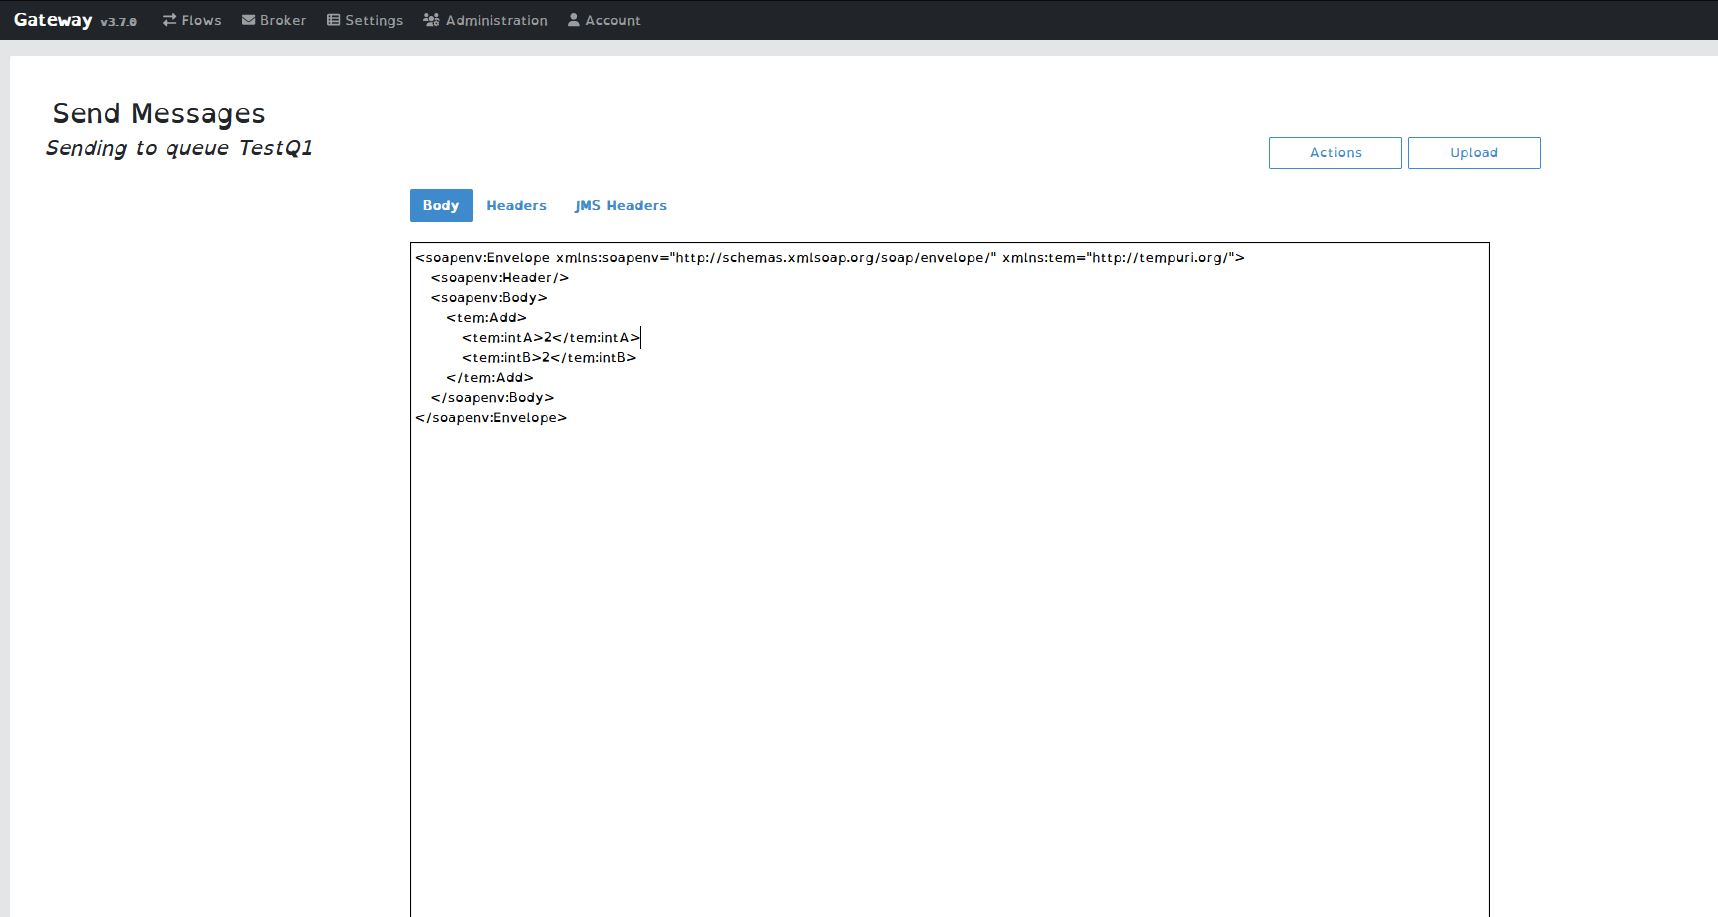 Gateway v3.7.0 Flows Broker Settings Administration Account
Send Messages
Sending to queue TestQ1
Actions Upload
Body Headers JMS Headers
<soapenv:Envelope xmlns:soapenv="http://schemas.xmlsoap.org/soap/envelope/" xmlns:tem="http://tempuri.org/">
<soapenv:Header/>
<soapenv:Body>
<tem:Add>
<tem:intA>2</tem:intA>
<tem:intB>2</tem:intB>
</tem:Add>
</soapenv:Body>
</soapenv:Envelope>